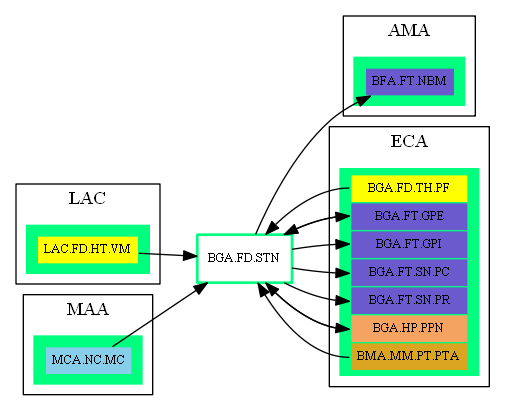 AMA
BFA.FT.NBM
ECA
BGA.FD.TH.PF
BGA.FT.GPE
BGA.FT.GPI
BGA.FT.SN.PC
BGA.FT.SN.PR
BGA.HP.PPN
BMA.MM.PT.PTA
LAC
LAC.FD.HT.VM
BGA.FD.STN
MAA
MCA.NC.MC